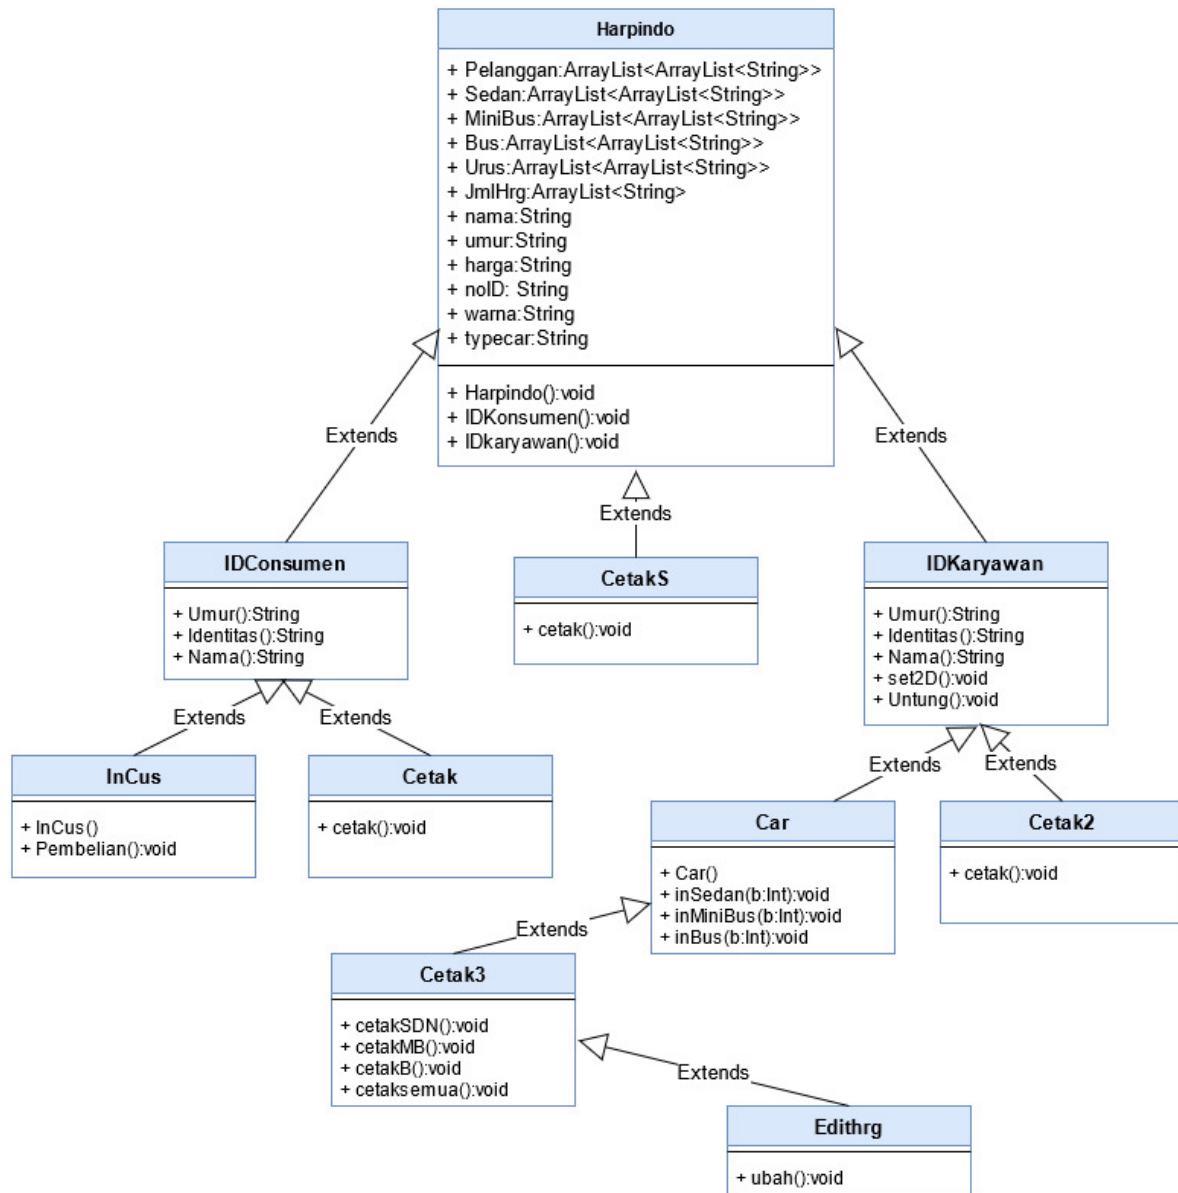 Harpindo
+ Pelanggan:ArrayList<ArrayList<String>>
+ Sedan:ArrayList<ArrayList<String>>
+ MiniBus:ArrayList<ArrayList<String>>
+ Bus:ArrayList<ArrayList<String>>
+ Urus:ArrayList<ArrayList<String>>
+ JmlHrg:ArrayList<String>
+ nama:String
+ umur:String
+ harga:String
+ noID: String
+ warna:String
+ typecar:String
+ Harpindo():void
+ IDKonsumen():void
+ IDkaryawan():void
Extends
Extends
Extends
IDConsumen
+ Umur():String
+ Identitas():String
+ Nama():String
CetakS
+ cetak():void
IDKaryawan
+ Umur():String
+ Identitas():String
+ Nama():String
+ set2D():void
+ Untung():void
Extends
Extends
Extends
Extends
InCus
+ InCus()
+ Pembelian():void
Cetak
+ cetak():void
Car
+ Car()
+ inSedan(b:Int):void
+ inMiniBus(b:Int):void
+ inBus(b:Int):void
Cetak2
+ cetak():void
Extends
Cetak3
+ cetakSDN():void
+ cetakMB():void
+ cetakB():void
+ cetaksemua():void
Extends
Edithrg
+ ubah():void